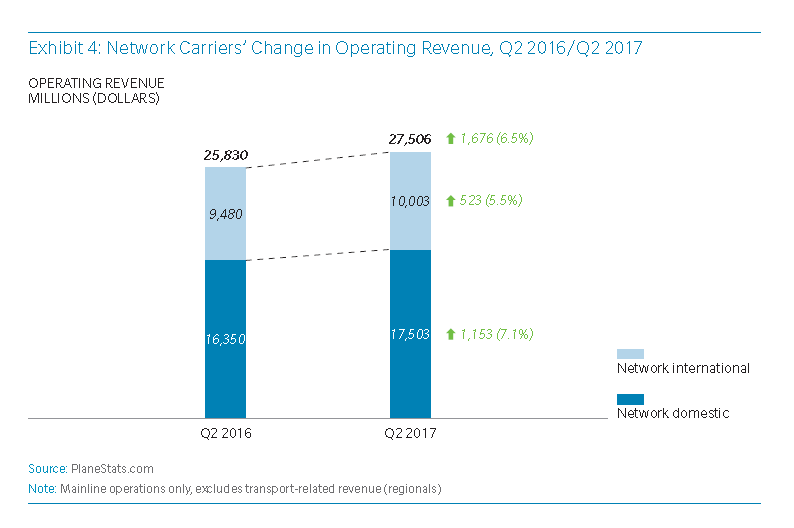 Exhibit 4: Network Carriers’ Change in Operating Revenue, Q2 2016/Q2 2017
OPERATING REVENUE
MILLIONS (DOLLARS)
25,830
27,506
1,676 (6.5%)
9,480
10,003
523 (5.5%)
16,350
17,503
1,153 (7.1%)
Network international
Network domestic
Q2 2016
Q2 2017
Source: PlaneStats.com
Note: Mainline operations only, excludes transport-related revenue (regionals)